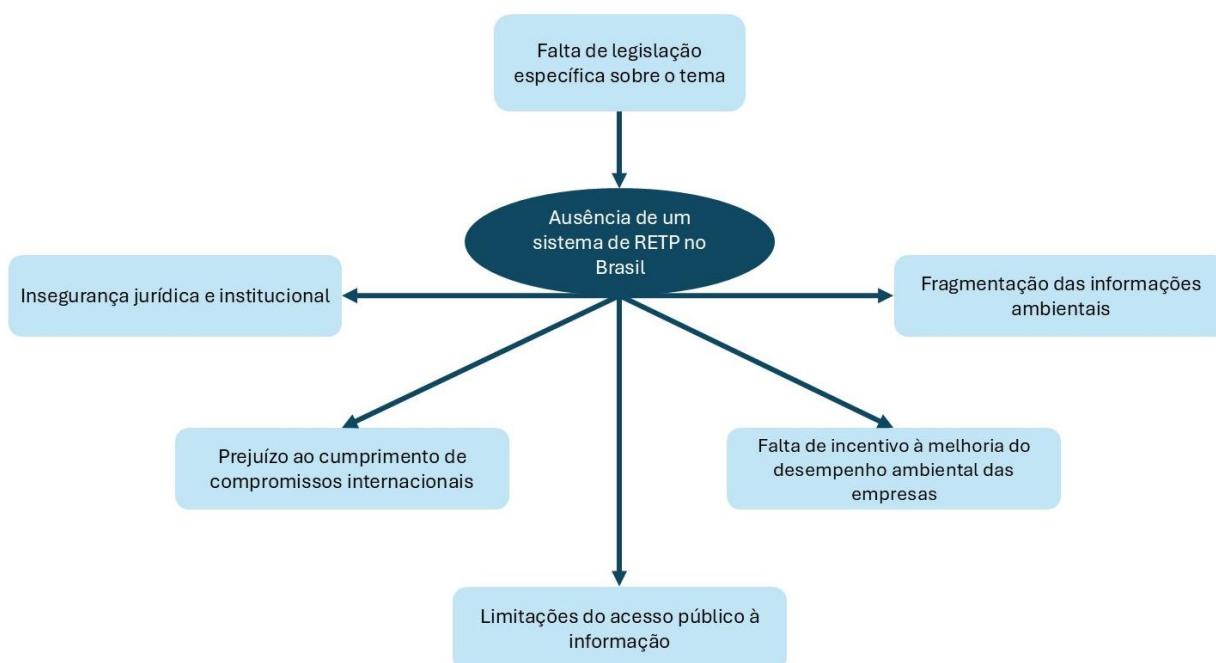 Falta de legislação
específica sobre o tema
Ausência de um
sistema de RETP no
Brasil
Insegurança jurídica e institucional
Fragmentação das informações
ambientais
Prejuízo ao cumprimento de
compromissos internacionais
Falta de incentivo à melhoria do
desempenho ambiental das
empresas
Limitações do acesso público à
informação